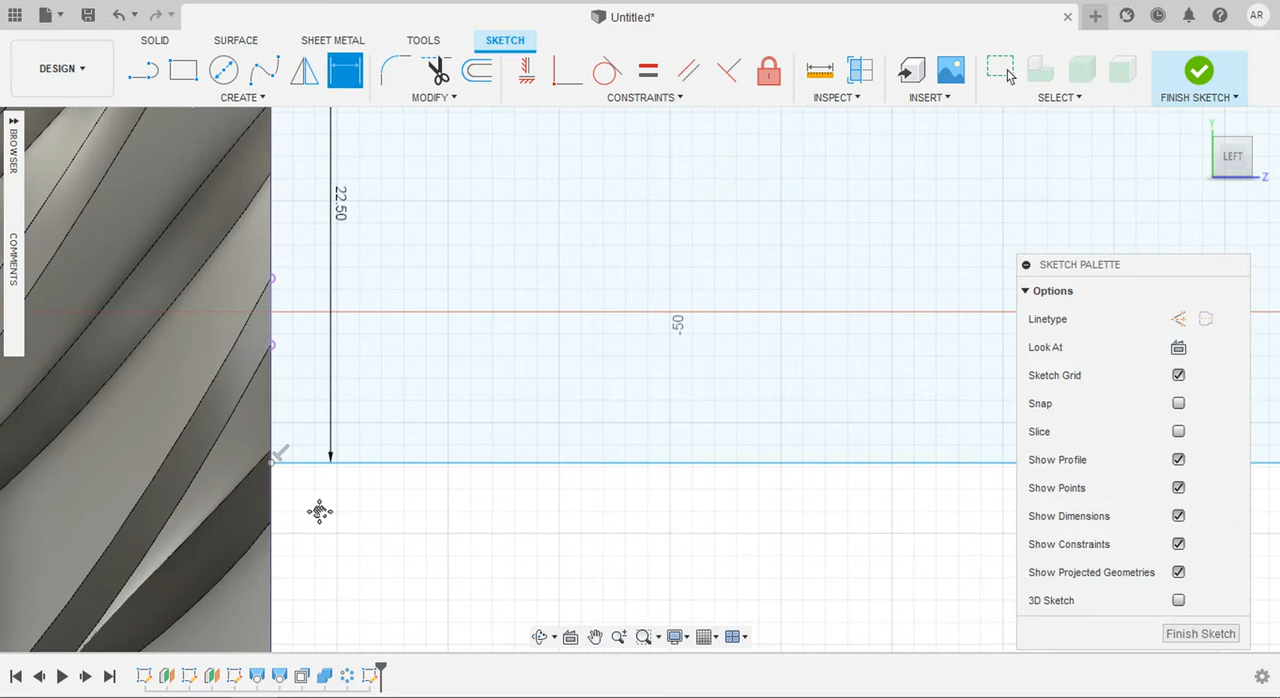 Untitled*
AR
SOLID
SURFACE
SHEET METAL
TOOLS
SKETCH
DESIGN
CREATE
MODIFY
CONSTRAINTS
INSPECT
INSERT
SELECT
FINISH SKETCH
BROWSER
COMMENTS
22.50
-50
Y
LEFT
Z
SKETCH PALETTE
Options
Linetype
Look At
Sketch Grid
Snap
Slice
Show Profile
Show Points
Show Dimensions
Show Constraints
Show Projected Geometries
3D Sketch
Finish Sketch